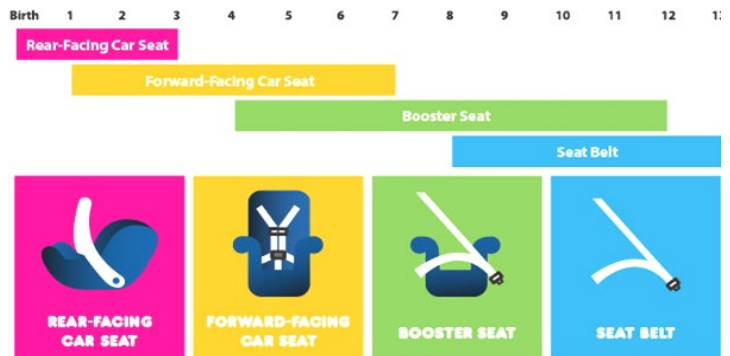 Birth 1 2 3 4 5 6 7 8 9 10 11 12
Rear-Facing Car Seat
Forward-Facing Car Seat
Booster Seat
Seat Belt
REAR-FACING
CAR SEAT
FORWARD-FACING
CAR SEAT
BOOSTER SEAT
SEAT BELT